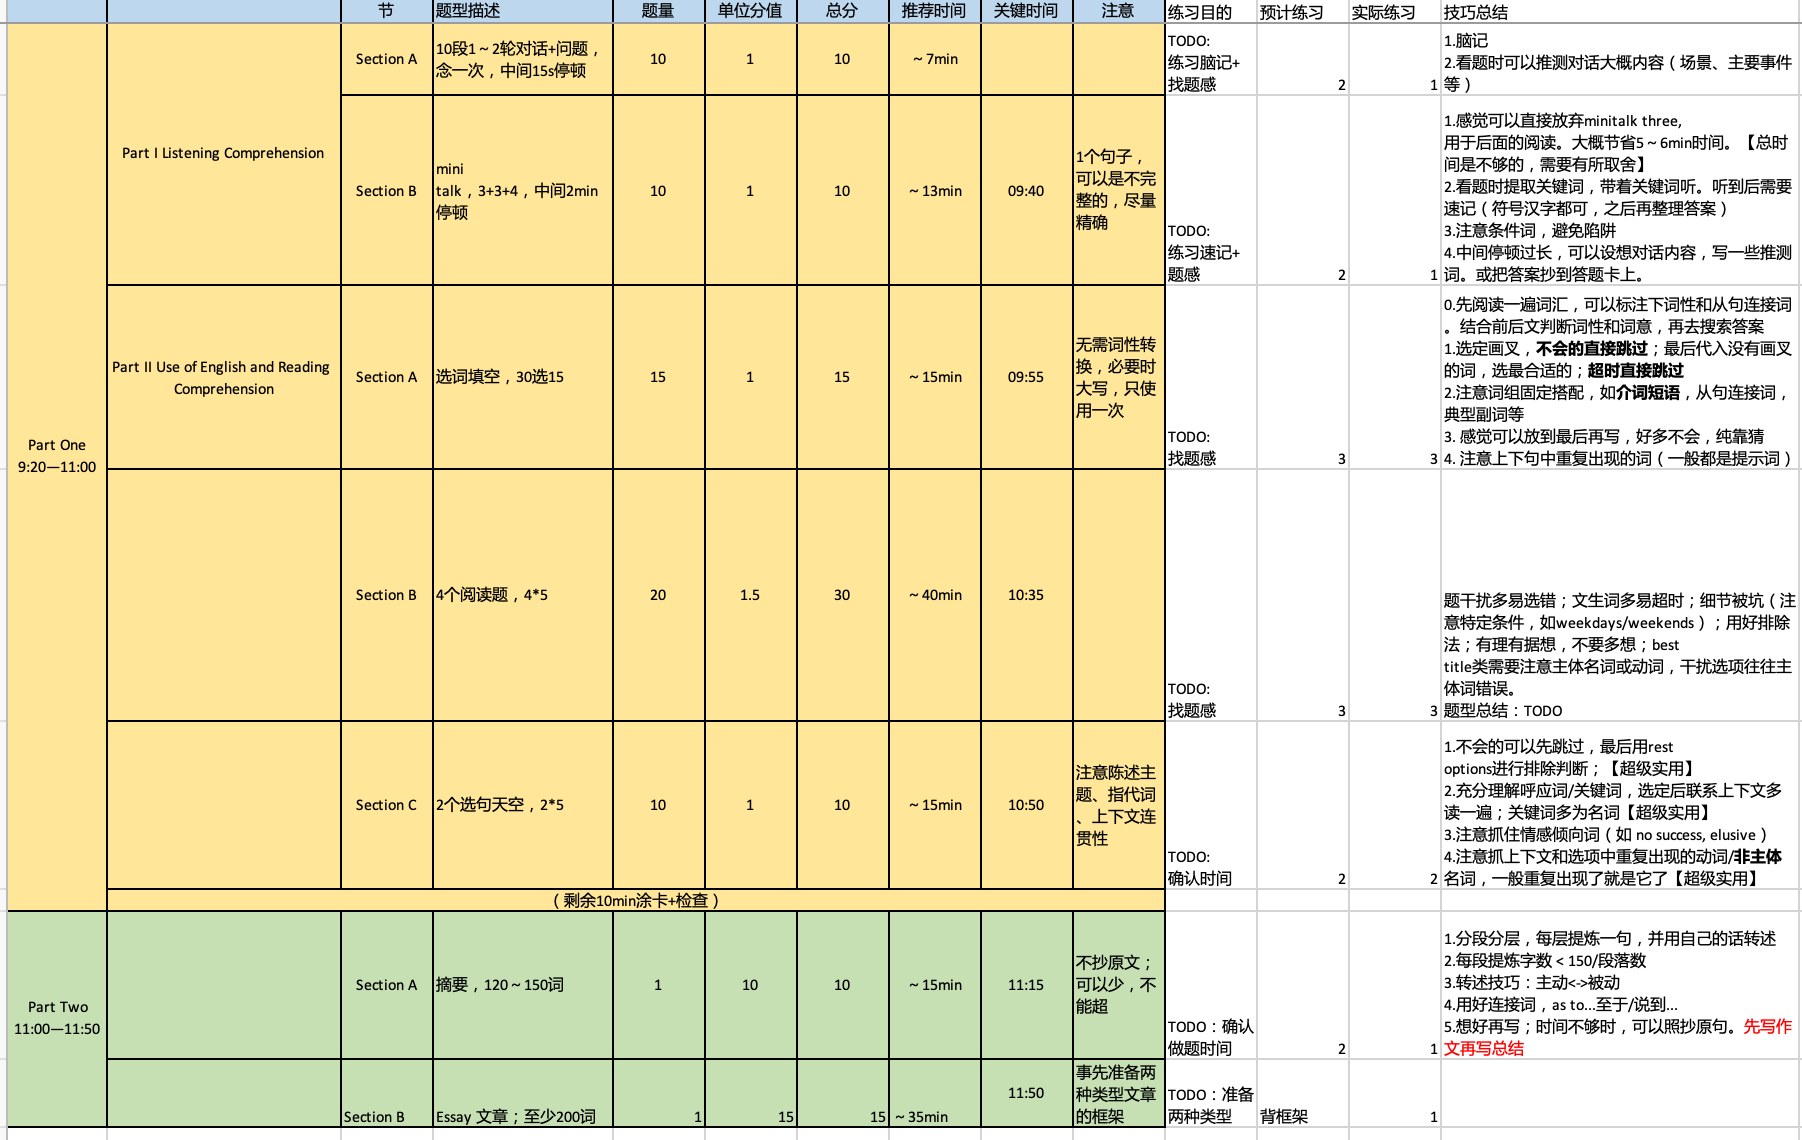 节 题型描述 题量 单位分值 总分 推荐时间 关键时间 注意 练习目的 预计练习 实际练习 技巧总结
Part One
9:20—11:00
Part I Listening Comprehension
Section A
10段1～2轮对话+问题，
念一次，中间15s停顿
10 1 10 ~7min
TODO:
练习脑记+
找题感
2 1
1.脑记
2.看题时可以推测对话大概内容（场景、主要事件
等）
Section B
mini
talk，3+3+4，中间2min
停顿
10 1 10 ~13min 09:40
1个句子，
可以是不完
整的，尽量
精确
TODO:
练习速记+
题感
2 1
1.感觉可以直接放弃minitalk three,
用于后面的阅读。大概节省5～6min时间。【总时
间是不够的，需要有所取舍】
2.看题时提取关键词，带着关键词听。听到后需要
速记（符号汉字都可，之后再整理答案）
3.注意条件词，避免陷阱
4.中间停顿过长，可以设想对话内容，写一些推测
词。或把答案抄到答题卡上。
Part II Use of English and Reading
Comprehension
Section A
选词填空，30选15
15 1 15 ~15min 09:55
无需词性转
换，必要时
大写，只使
用一次
TODO:
找题感
3 3
0.先阅读一遍词汇，可以标注下词性和从句连接词
。结合前后文判断词性和词意，再去搜索答案
1.选定画叉，不会的直接跳过；最后代入没有画叉
的词，选最合适的；超时直接跳过
2.注意词组固定搭配，如介词短语，从句连接词，
典型副词等
3. 感觉可以放到最后再写，好多不会，纯靠猜
4. 注意上下句中重复出现的词（一般都是提示词）
Section B
4个阅读题，4*5
20 1.5 30 ~40min 10:35
TODO:
找题感
3 3
题干扰多易选错；文生词多易超时；细节被坑（注
意特定条件，如weekdays/weekends）；用好排除
法；有理有据想，不要多想；best
title类需要注意主体名词或动词，干扰选项往往主
体词错误。
题型总结：TODO
Section C
2个选句天空，2*5
10 1 10 ~15min 10:50
注意陈述主
题、指代词
、上下文连
贯性
TODO:
确认时间
2 2
1.不会的可以先跳过，最后用rest
options进行排除判断；【超级实用】
2.充分理解呼应词/关键词，选定后联系上下文多
读一遍；关键词多为名词【超级实用】
3.注意抓住情感倾向词（如 no success, elusive）
4.注意抓上下文和选项中重复出现的动词/非主体
名词，一般重复出现了就是它了【超级实用】
（剩余10min涂卡+检查）
Part Two
11:00—11:50
Section A
摘要，120～150词
1 10 10 ~15min 11:15
不抄原文；
可以少，不
能超
TODO：确认
做题时间
2 1
1.分段分层，每层提炼一句，并用自己的话转述
2.每段提炼字数 < 150/段落数
3.转述技巧：主动<->被动
4.用好连接词，as to...至于/说到...
5.想好再写；时间不够时，可以照抄原句。先写作
文再写总结
Section B
Essay 文章；至少200词
1 15 15 ~35min 11:50
事先准备两
种类型文章
的框架
TODO：准备
两种类型
背框架 1